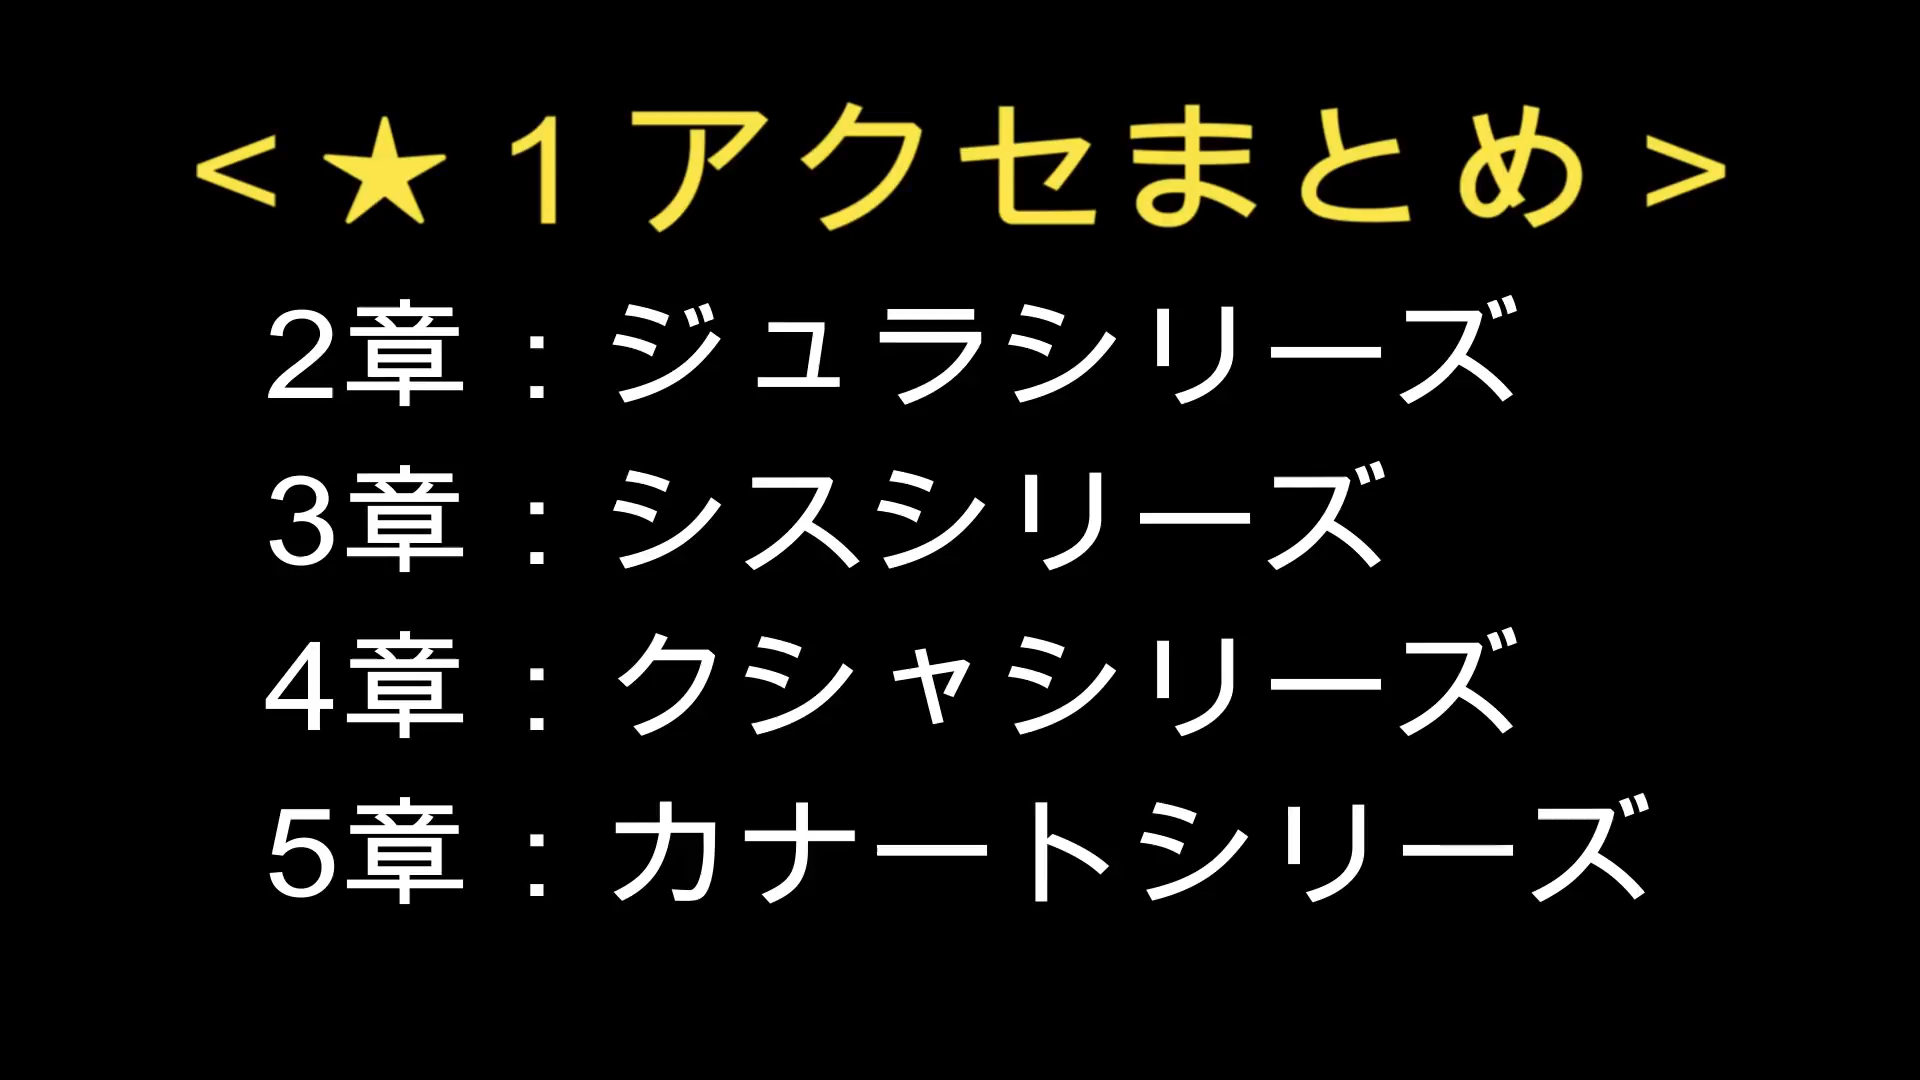 ＜★１アクセまとめ＞
2章：ジュラシリーズ
3章：シスシリーズ
4章：クシャシリーズ
5章：カナートシリーズ